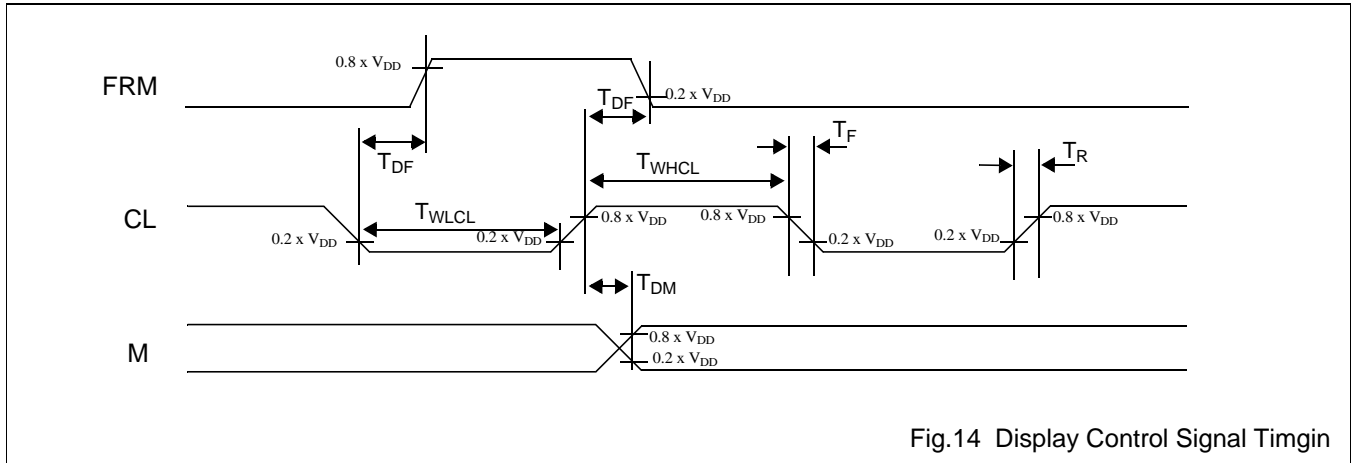 0.8 x VDD
FRM
TDF
0.2 x VDD
TDF
TF
TR
TWHCL
CL
TWLCL
0.8 x VDD
0.8 x VDD
0.8 x VDD
0.2 x VDD
0.2 x VDD
0.2 x VDD
0.2 x VDD
TDM
M
0.8 x VDD
0.2 x VDD
Fig.14 Display Control Signal Timgin